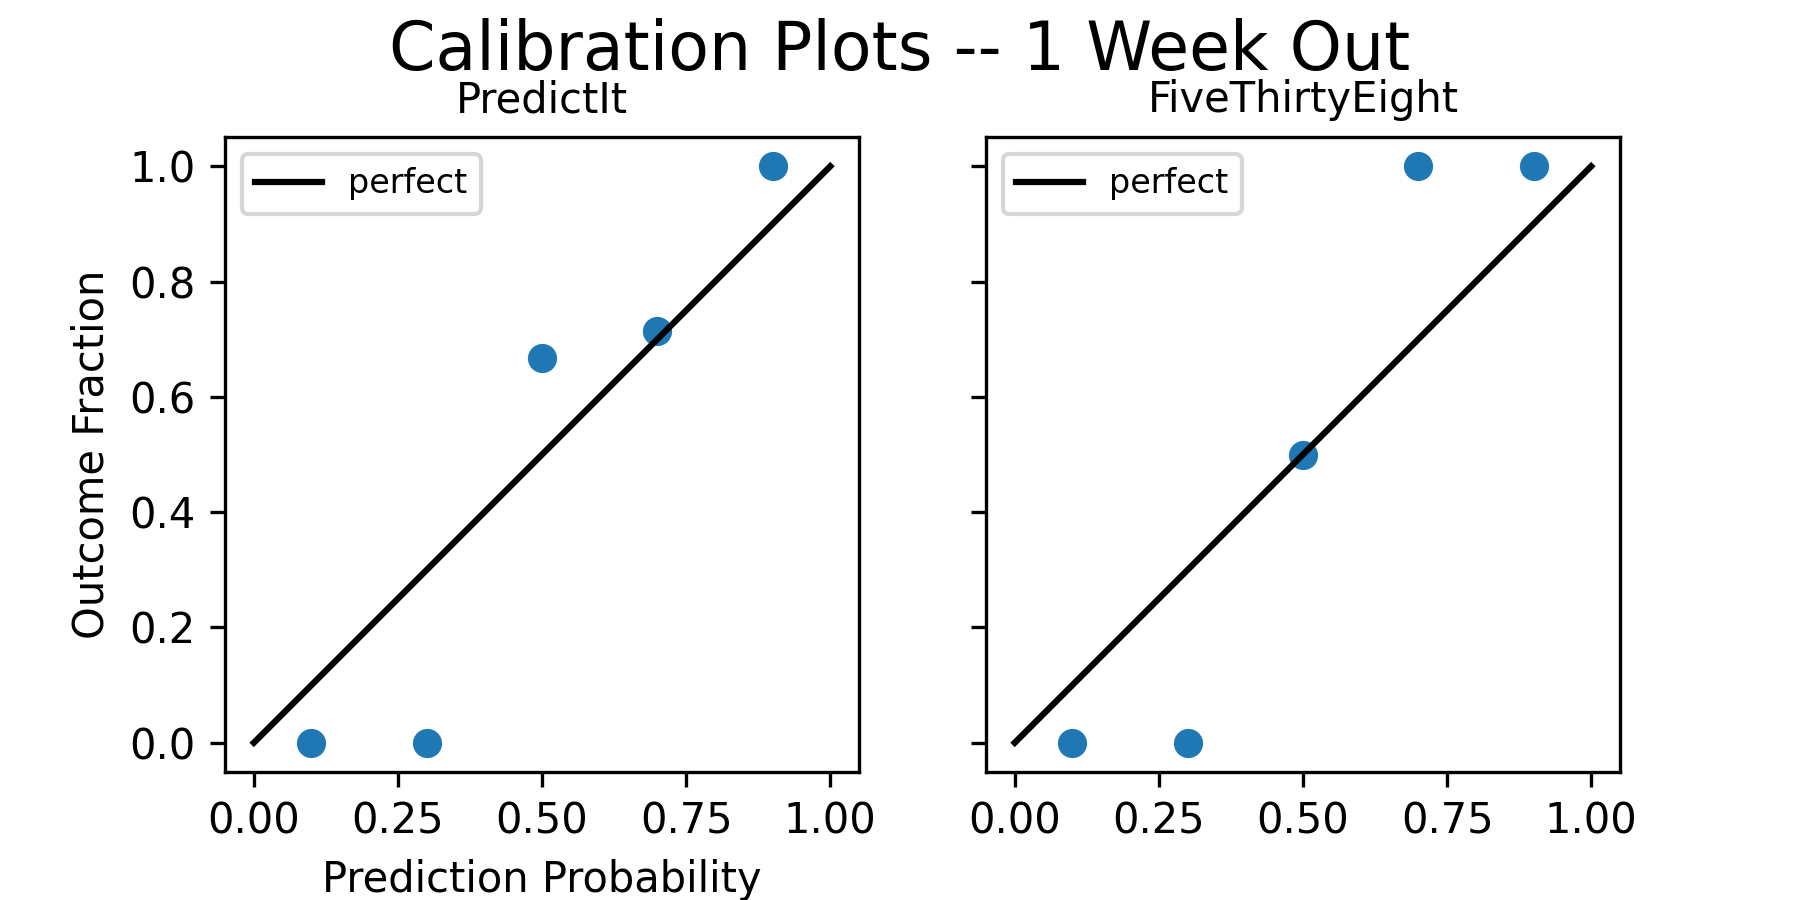 Calibration Plots -- 1 Week Out
PredictIt
perfect
1.0
0.8
0.6
0.4
0.2
0.0
Outcome Fraction
0.00 0.25 0.50 0.75 1.00
Prediction Probability
FiveThirtyEight
perfect
0.00 0.25 0.50 0.75 1.00